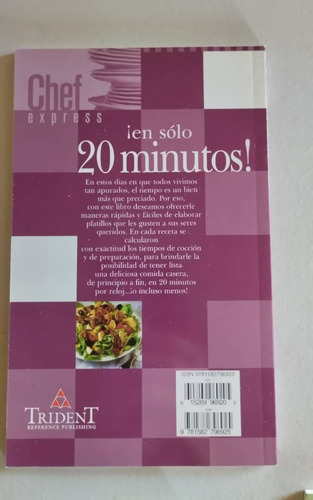 Chef
express
¡en sólo
20 minutos!
En estos días en que todos vivimos
tan apurados, el tiempo es un bien
más que preciado. Por eso,
con este libro deseamos ofrecerle
maneras rápidas y fáciles de elaborar
platillos que les gusten a sus seres
queridos. En cada receta se
calcularon
con exactitud los tiempos de cocción
y de preparación, para brindarle la
posibilidad de tener lista
una deliciosa comida casera,
de principio a fin, en 20 minutos
por reloj...¡o incluso menos!
TRIDENT
REFERENCE PUBLISHING
9 781582 796925